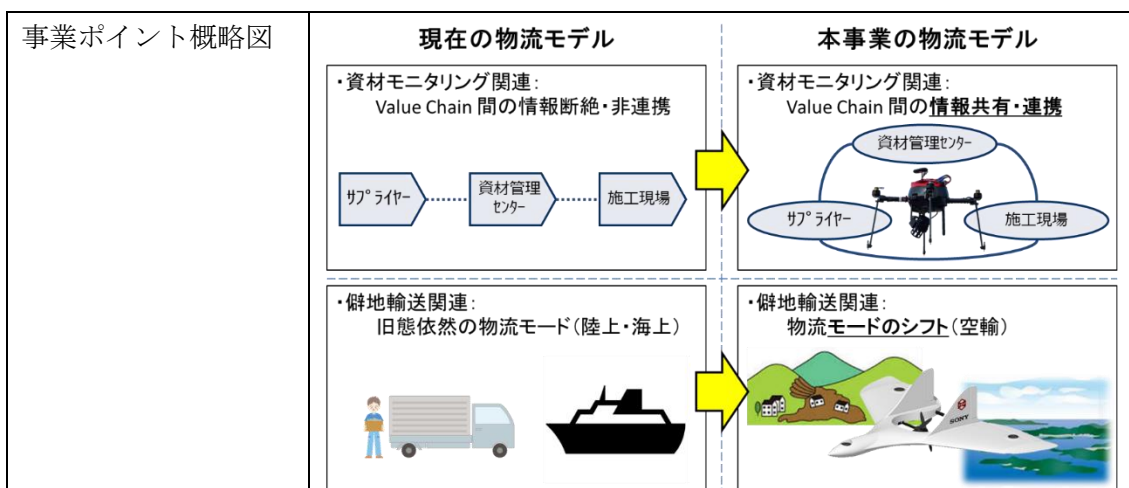 事業ポイント概略図
現在の物流モデル
本事業の物流モデル
・資材モニタリング関連:
Value Chain 間の情報断絶・非連携
サプライヤー
資材管理
センター
施工現場
・資材モニタリング関連:
Value Chain 間の情報共有・連携
資材管理センター
サプライヤー
施工現場
・僻地輸送関連:
旧態依然の物流モード(陸上・海上)
・僻地輸送関連:
物流モードのシフト(空輸)
SONY